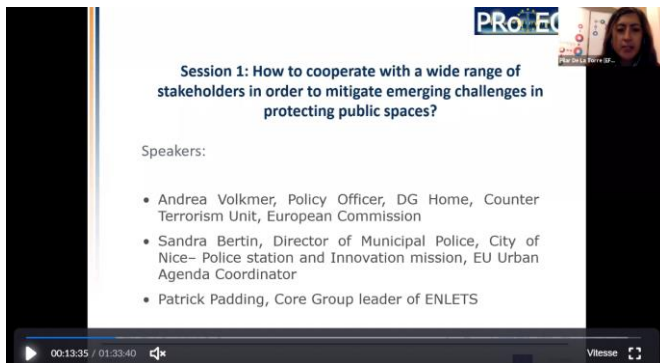 PRoTEC
Pilar De La Torre (EF...
Session 1: How to cooperate with a wide range of
stakeholders in order to mitigate emerging challenges in
protecting public spaces?
Speakers:
• Andrea Volkmer, Policy Officer, DG Home, Counter
Terrorism Unit, European Commission
• Sandra Bertin, Director of Municipal Police, City of
Nice– Police station and Innovation mission, EU Urban
Agenda Coordinator
• Patrick Padding, Core Group leader of ENLETS
00:13:35 / 01:33:40
Vitesse